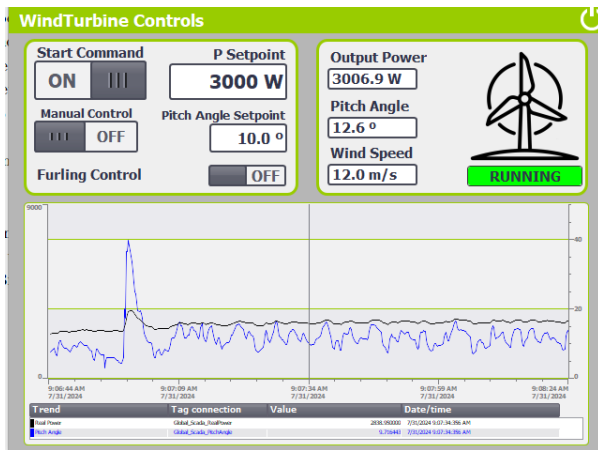 WindTurbine Controls
Start Command
P Setpoint
ON
3000 W
Manual Control
Pitch Angle Setpoint
OFF
10.0 º
Furling Control
OFF
Output Power
3006.9 W
Pitch Angle
12.6 º
Wind Speed
12.0 m/s
RUNNING
9000
40
20
0
0
9:06:44 AM 9:07:09 AM 9:07:34 AM 9:07:59 AM 9:08:24 AM
7/31/2024 7/31/2024 7/31/2024 7/31/2024 7/31/2024
Trend Tag connection Value Date/time
Real Power Global_Scada_RealPower 2838.950000 7/31/2024 9:07:34:356 AM
Pitch Angle Global_Scada_PitchAngle 9.716443 7/31/2024 9:07:34:356 AM